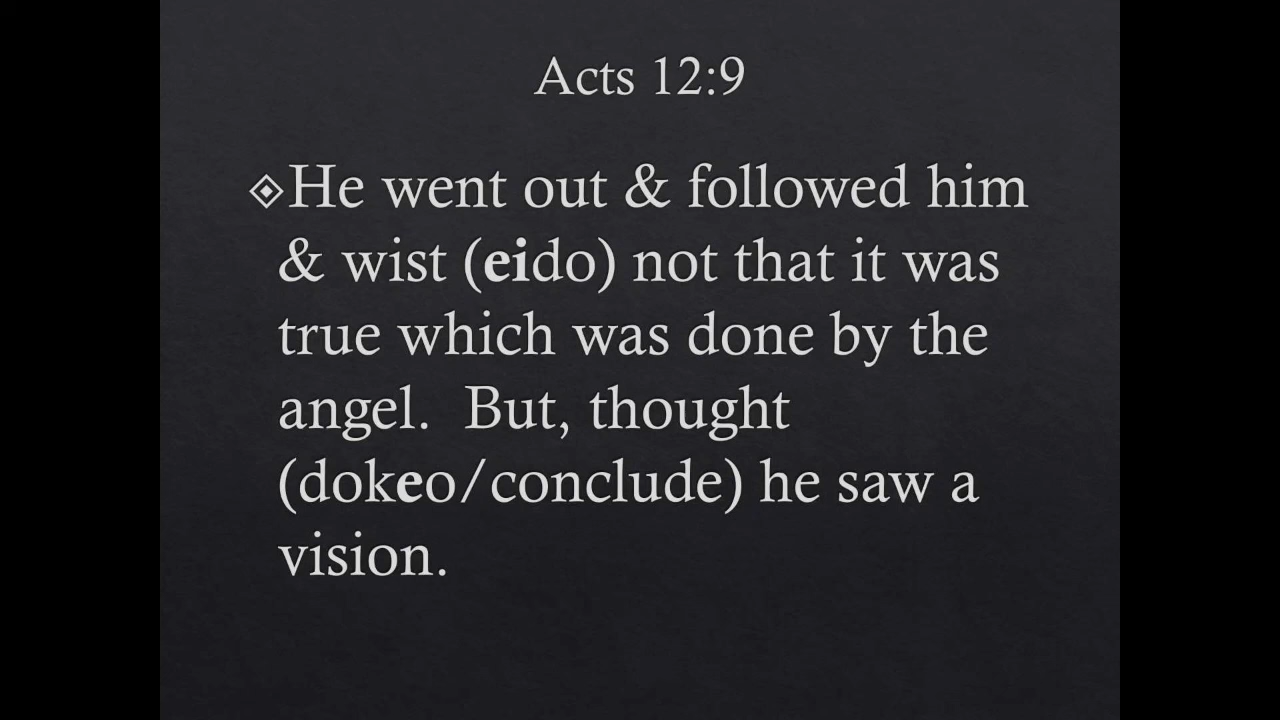 Acts 12:9
He went out & followed him
& wist (eido) not that it was
true which was done by the
angel.  But, thought
(dokeo/conclude) he saw a
vision.